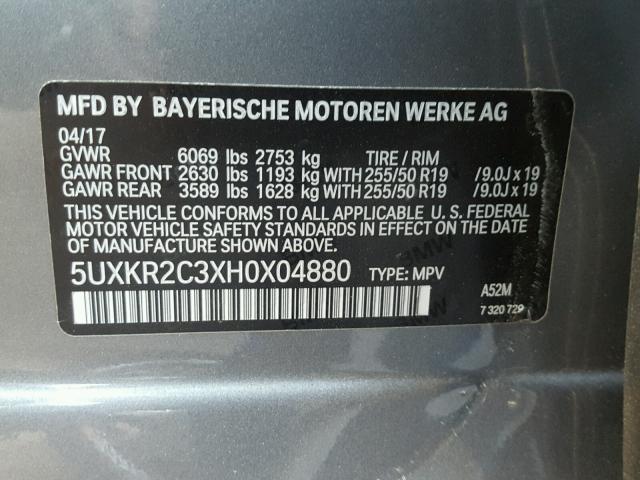 MFD BY BAYERISCHE MOTOREN WERKE AG
04/17
GVWR 6069 lbs 2753 kg TIRE / RIM
GAWR FRONT 2630 lbs 1193 kg WITH 255/50 R19 /9.0J x 19
GAWR REAR 3589 lbs 1628 kg WITH 255/50 R19 /9.0J x 19
THIS VEHICLE CONFORMS TO ALL APPLICABLE U. S. FEDERAL
MOTOR VEHICLE SAFETY STANDARDS IN EFFECT ON THE DATE
OF MANUFACTURE SHOWN ABOVE.
5UXKR2C3XH0X04880 TYPE: MPV
A52M
7 320 729